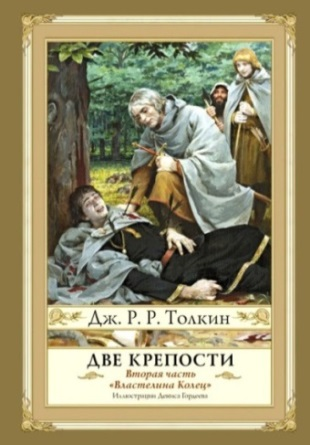 Дж. Р. Р. Толкин
ДВЕ КРЕПОСТИ
Вторая часть
«Властелина Колец»
Иллюстрации Дениса Гордеева